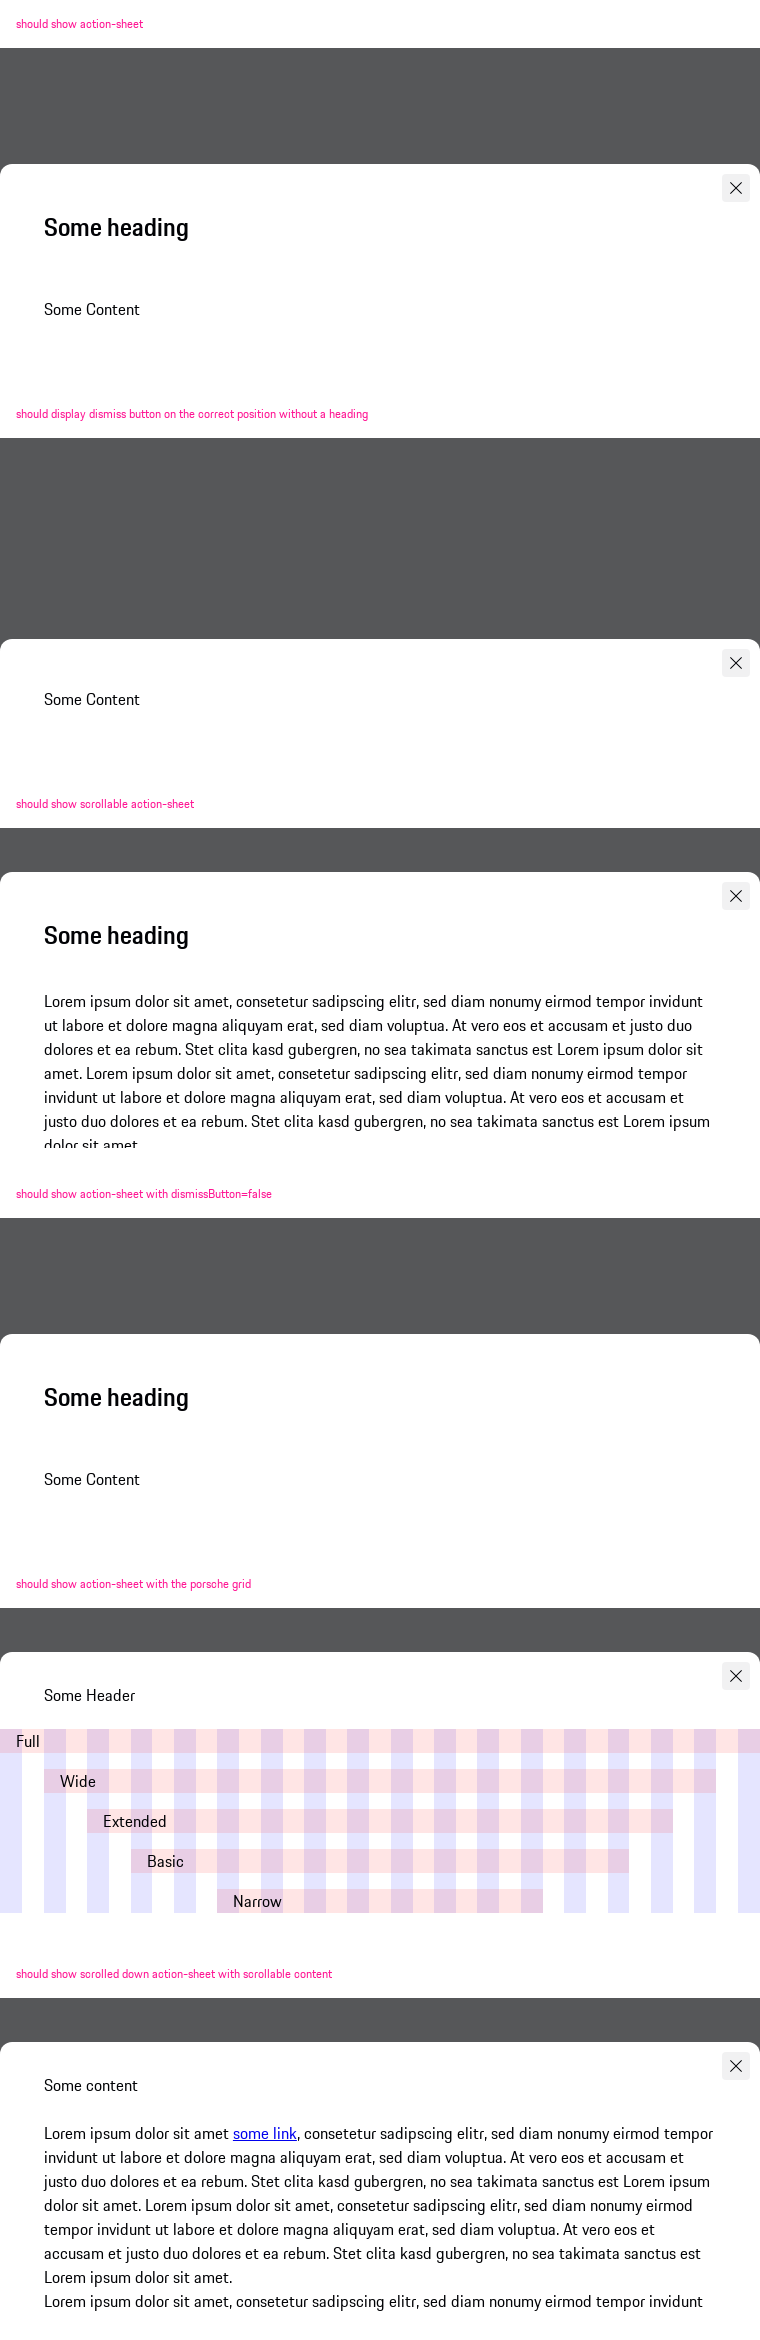 should show action-sheet
Some heading
Some Content
should display dismiss button on the correct position without a heading
Some Content
should show scrollable action-sheet
Some heading
Lorem ipsum dolor sit amet, consetetur sadipscing elitr, sed diam nonumy eirmod tempor invidunt
ut labore et dolore magna aliquyam erat, sed diam voluptua. At vero eos et accusam et justo duo
dolores et ea rebum. Stet clita kasd gubergren, no sea takimata sanctus est Lorem ipsum dolor sit
amet. Lorem ipsum dolor sit amet, consetetur sadipscing elitr, sed diam nonumy eirmod tempor
invidunt ut labore et dolore magna aliquyam erat, sed diam voluptua. At vero eos et accusam et
justo duo dolores et ea rebum. Stet clita kasd gubergren, no sea takimata sanctus est Lorem ipsum
dolor sit amet
should show action-sheet with dismissButton=false
Some heading
Some Content
should show action-sheet with the porsche grid
Some Header
Full
Wide
Extended
Basic
Narrow
should show scrolled down action-sheet with scrollable content
Some content
Lorem ipsum dolor sit amet some link, consetetur sadipscing elitr, sed diam nonumy eirmod tempor
invidunt ut labore et dolore magna aliquyam erat, sed diam voluptua. At vero eos et accusam et
justo duo dolores et ea rebum. Stet clita kasd gubergren, no sea takimata sanctus est Lorem ipsum
dolor sit amet. Lorem ipsum dolor sit amet, consetetur sadipscing elitr, sed diam nonumy eirmod
tempor invidunt ut labore et dolore magna aliquyam erat, sed diam voluptua. At vero eos et
accusam et justo duo dolores et ea rebum. Stet clita kasd gubergren, no sea takimata sanctus est
Lorem ipsum dolor sit amet.
Lorem ipsum dolor sit amet, consetetur sadipscing elitr, sed diam nonumy eirmod tempor invidunt